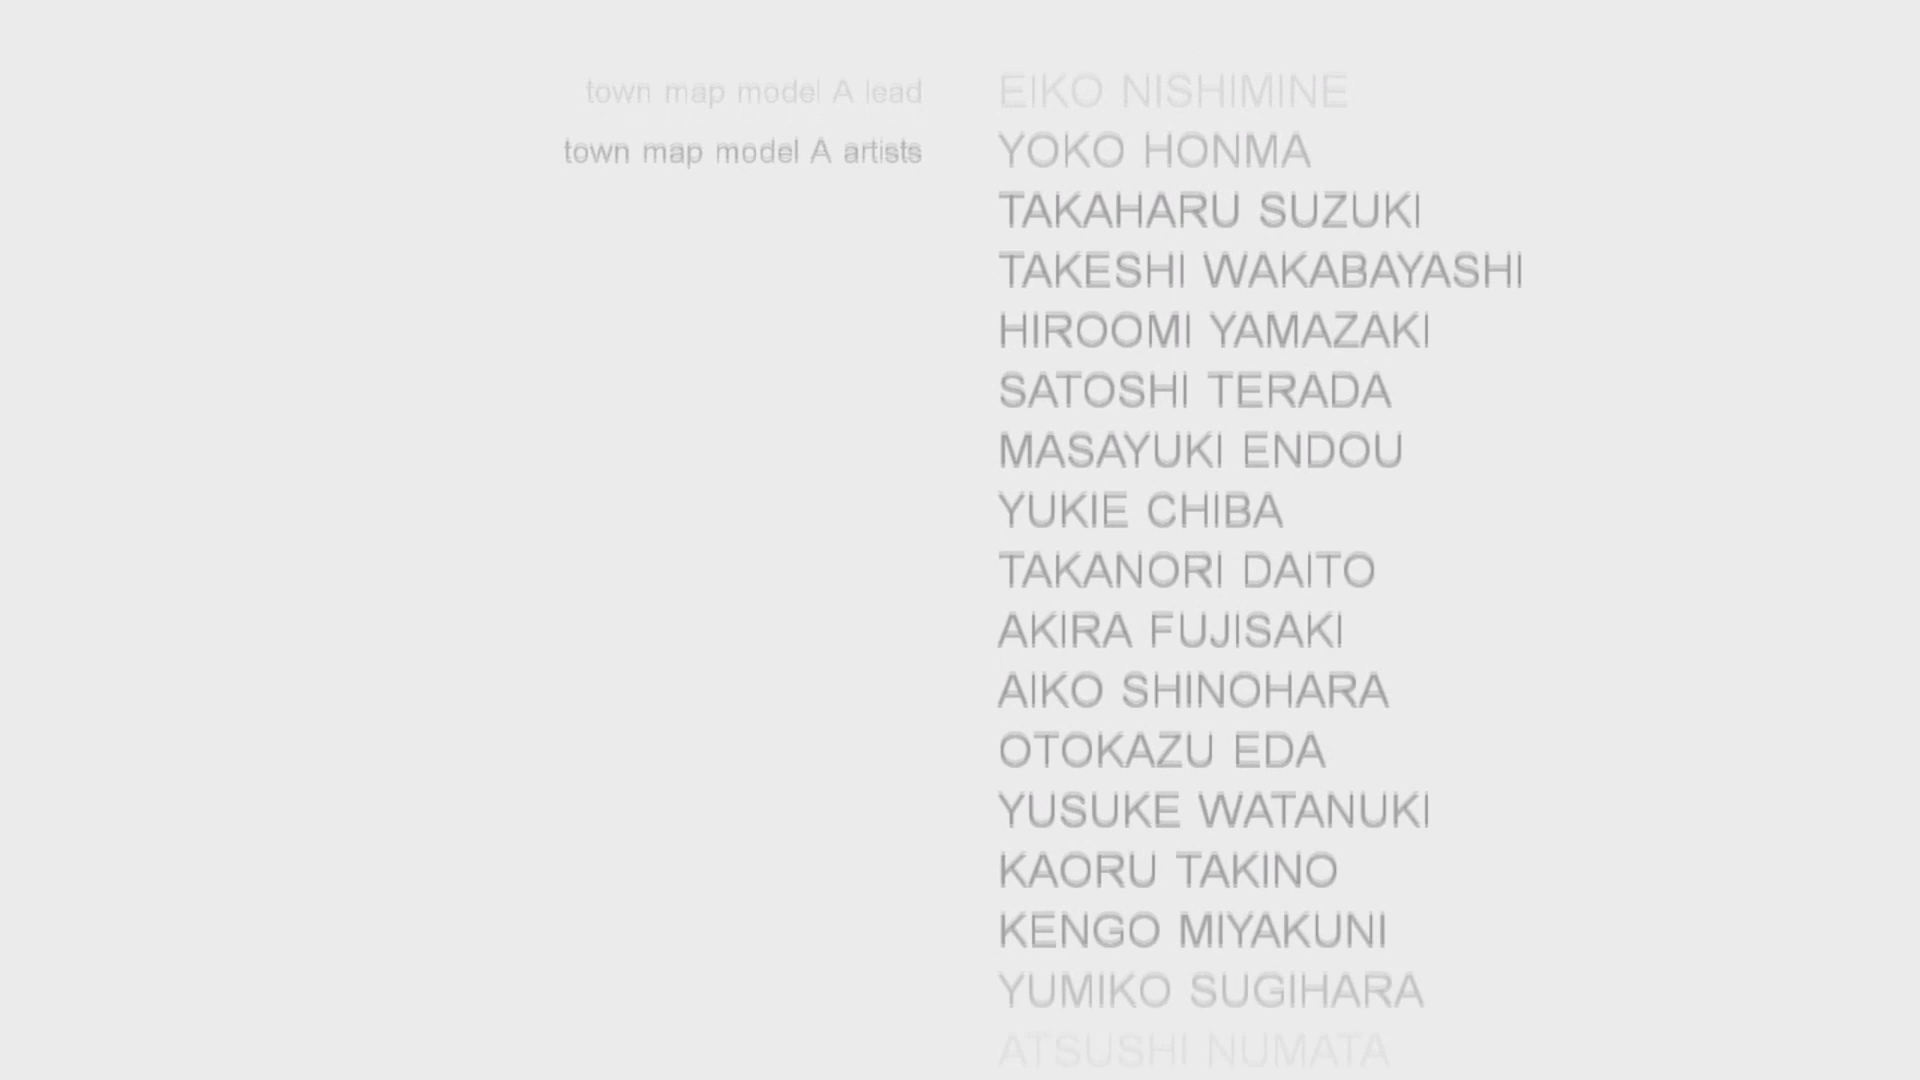 town map model A lead EIKO NISHIMINE
town map model A artists YOKO HONMA
TAKAHARU SUZUKI
TAKESHI WAKABAYASHI
HIROOMI YAMAZAKI
SATOSHI TERADA
MASAYUKI ENDOU
YUKIE CHIBA
TAKANORI DAITO
AKIRA FUJISAKI
AIKO SHINOHARA
OTOKAZU EDA
YUSUKE WATANUKI
KAORU TAKINO
KENGO MIYAKUNI
YUMIKO SUGIHARA
ATSUSHI NUMATA